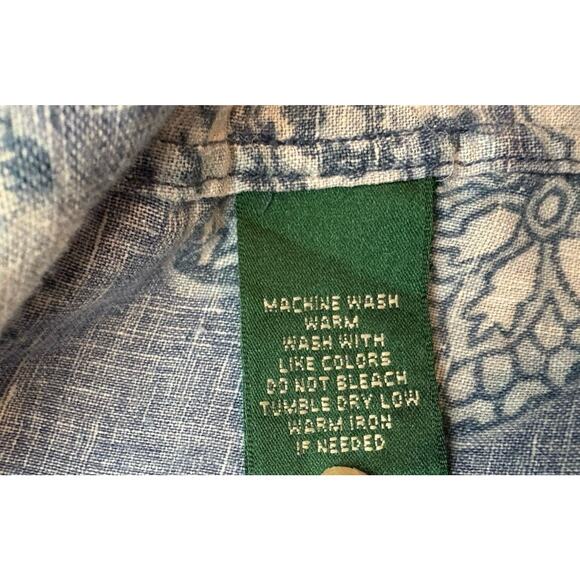 MACHINE WASH
WARM
WASH WITH
LIKE COLORS
DO NOT BLEACH
TUMBLE DRY LOW
WARM IRON
IF NEEDED